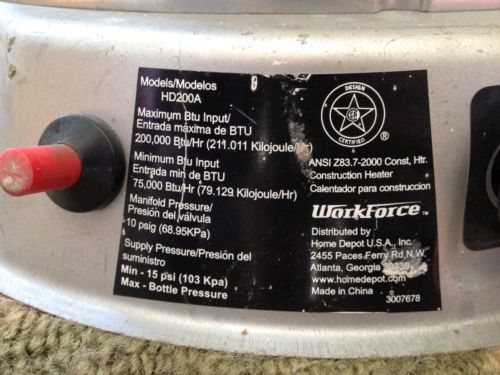 Models/Modelos
HD200A
Maximum Btu Input/
Entrada máxima de BTU
200,000 Btu/Hr (211.011 Kilojoule/Hr)
Minimum Btu Input
Entrada min de BTU
75,000 Btu/Hr (79.129 Kilojoule/Hr)
Manifold Pressure/
Presión del válvula
10 psig (68.95KPa)
Supply Pressure/Presión del
suministro
Min - 15 psi (103 Kpa)
Max - Bottle Pressure
DESIGN
CERTIFIED
®
ANSI Z83.7-2000 Const, Htr.
Construction Heater
Calentador para construccion
WorkForce™
Distributed by
Home Depot U.S.A., Inc.
2455 Paces Ferry Rd,N.W.
Atlanta, Georgia
www.homedepot.com
Made in China
3007678